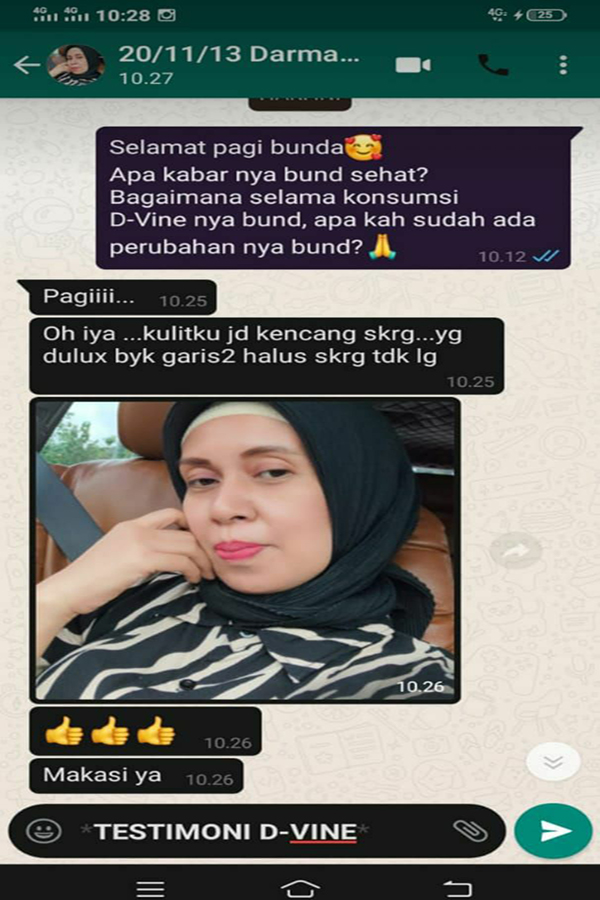 4G 4G 10:28 4G 25
20/11/13 Darma...
10.27
Selamat pagi bunda🥰
Apa kabar nya bund sehat?
Bagaimana selama konsumsi
D-Vine nya bund, apa kah sudah ada
perubahan nya bund?🙏 10.12
Pagiiii... 10.25
Oh iya ...kulitku jd kencang skrg...yg
dulux byk garis2 halus skrg tdk lg
10.25
10.26
👍👍👍 10.26
Makasi ya 10.26
*TESTIMONI D-VINE*